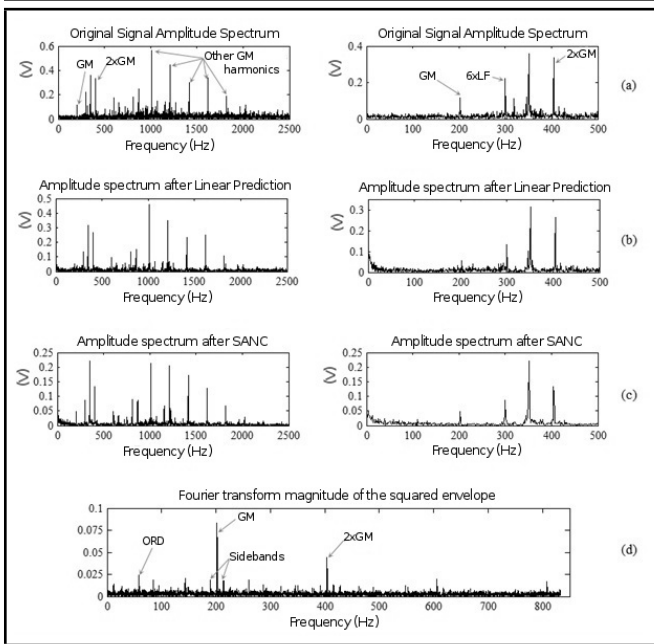 Original Signal Amplitude Spectrum
(V)
0.6
0.4
0.2
0
GM
2xGM
Other GM
harmonics
0 500 1000 1500 2000 2500
Frequency (Hz)
Original Signal Amplitude Spectrum
(V)
0.4
0.2
0
GM
6xLF
2xGM
0 100 200 300 400 500
Frequency (Hz)
(a)
Amplitude spectrum after Linear Prediction
(V)
0.5
0.4
0.3
0.2
0.1
0
0 500 1000 1500 2000 2500
Frequency (Hz)
Amplitude spectrum after Linear Prediction
(V)
0.3
0.2
0.1
0
0 100 200 300 400 500
Frequency (Hz)
(b)
Amplitude spectrum after SANC
(V)
0.25
0.2
0.15
0.1
0.05
0
0 500 1000 1500 2000 2500
Frequency (Hz)
Amplitude spectrum after SANC
(V)
0.25
0.2
0.15
0.1
0.05
0
0 100 200 300 400 500
Frequency (Hz)
(c)
Fourier transform magnitude of the squared envelope
0.1
0.075
0.05
0.025
0
ORD
GM
Sidebands
2xGM
0 100 200 300 400 500 600 700 800
Frequency (Hz)
(d)